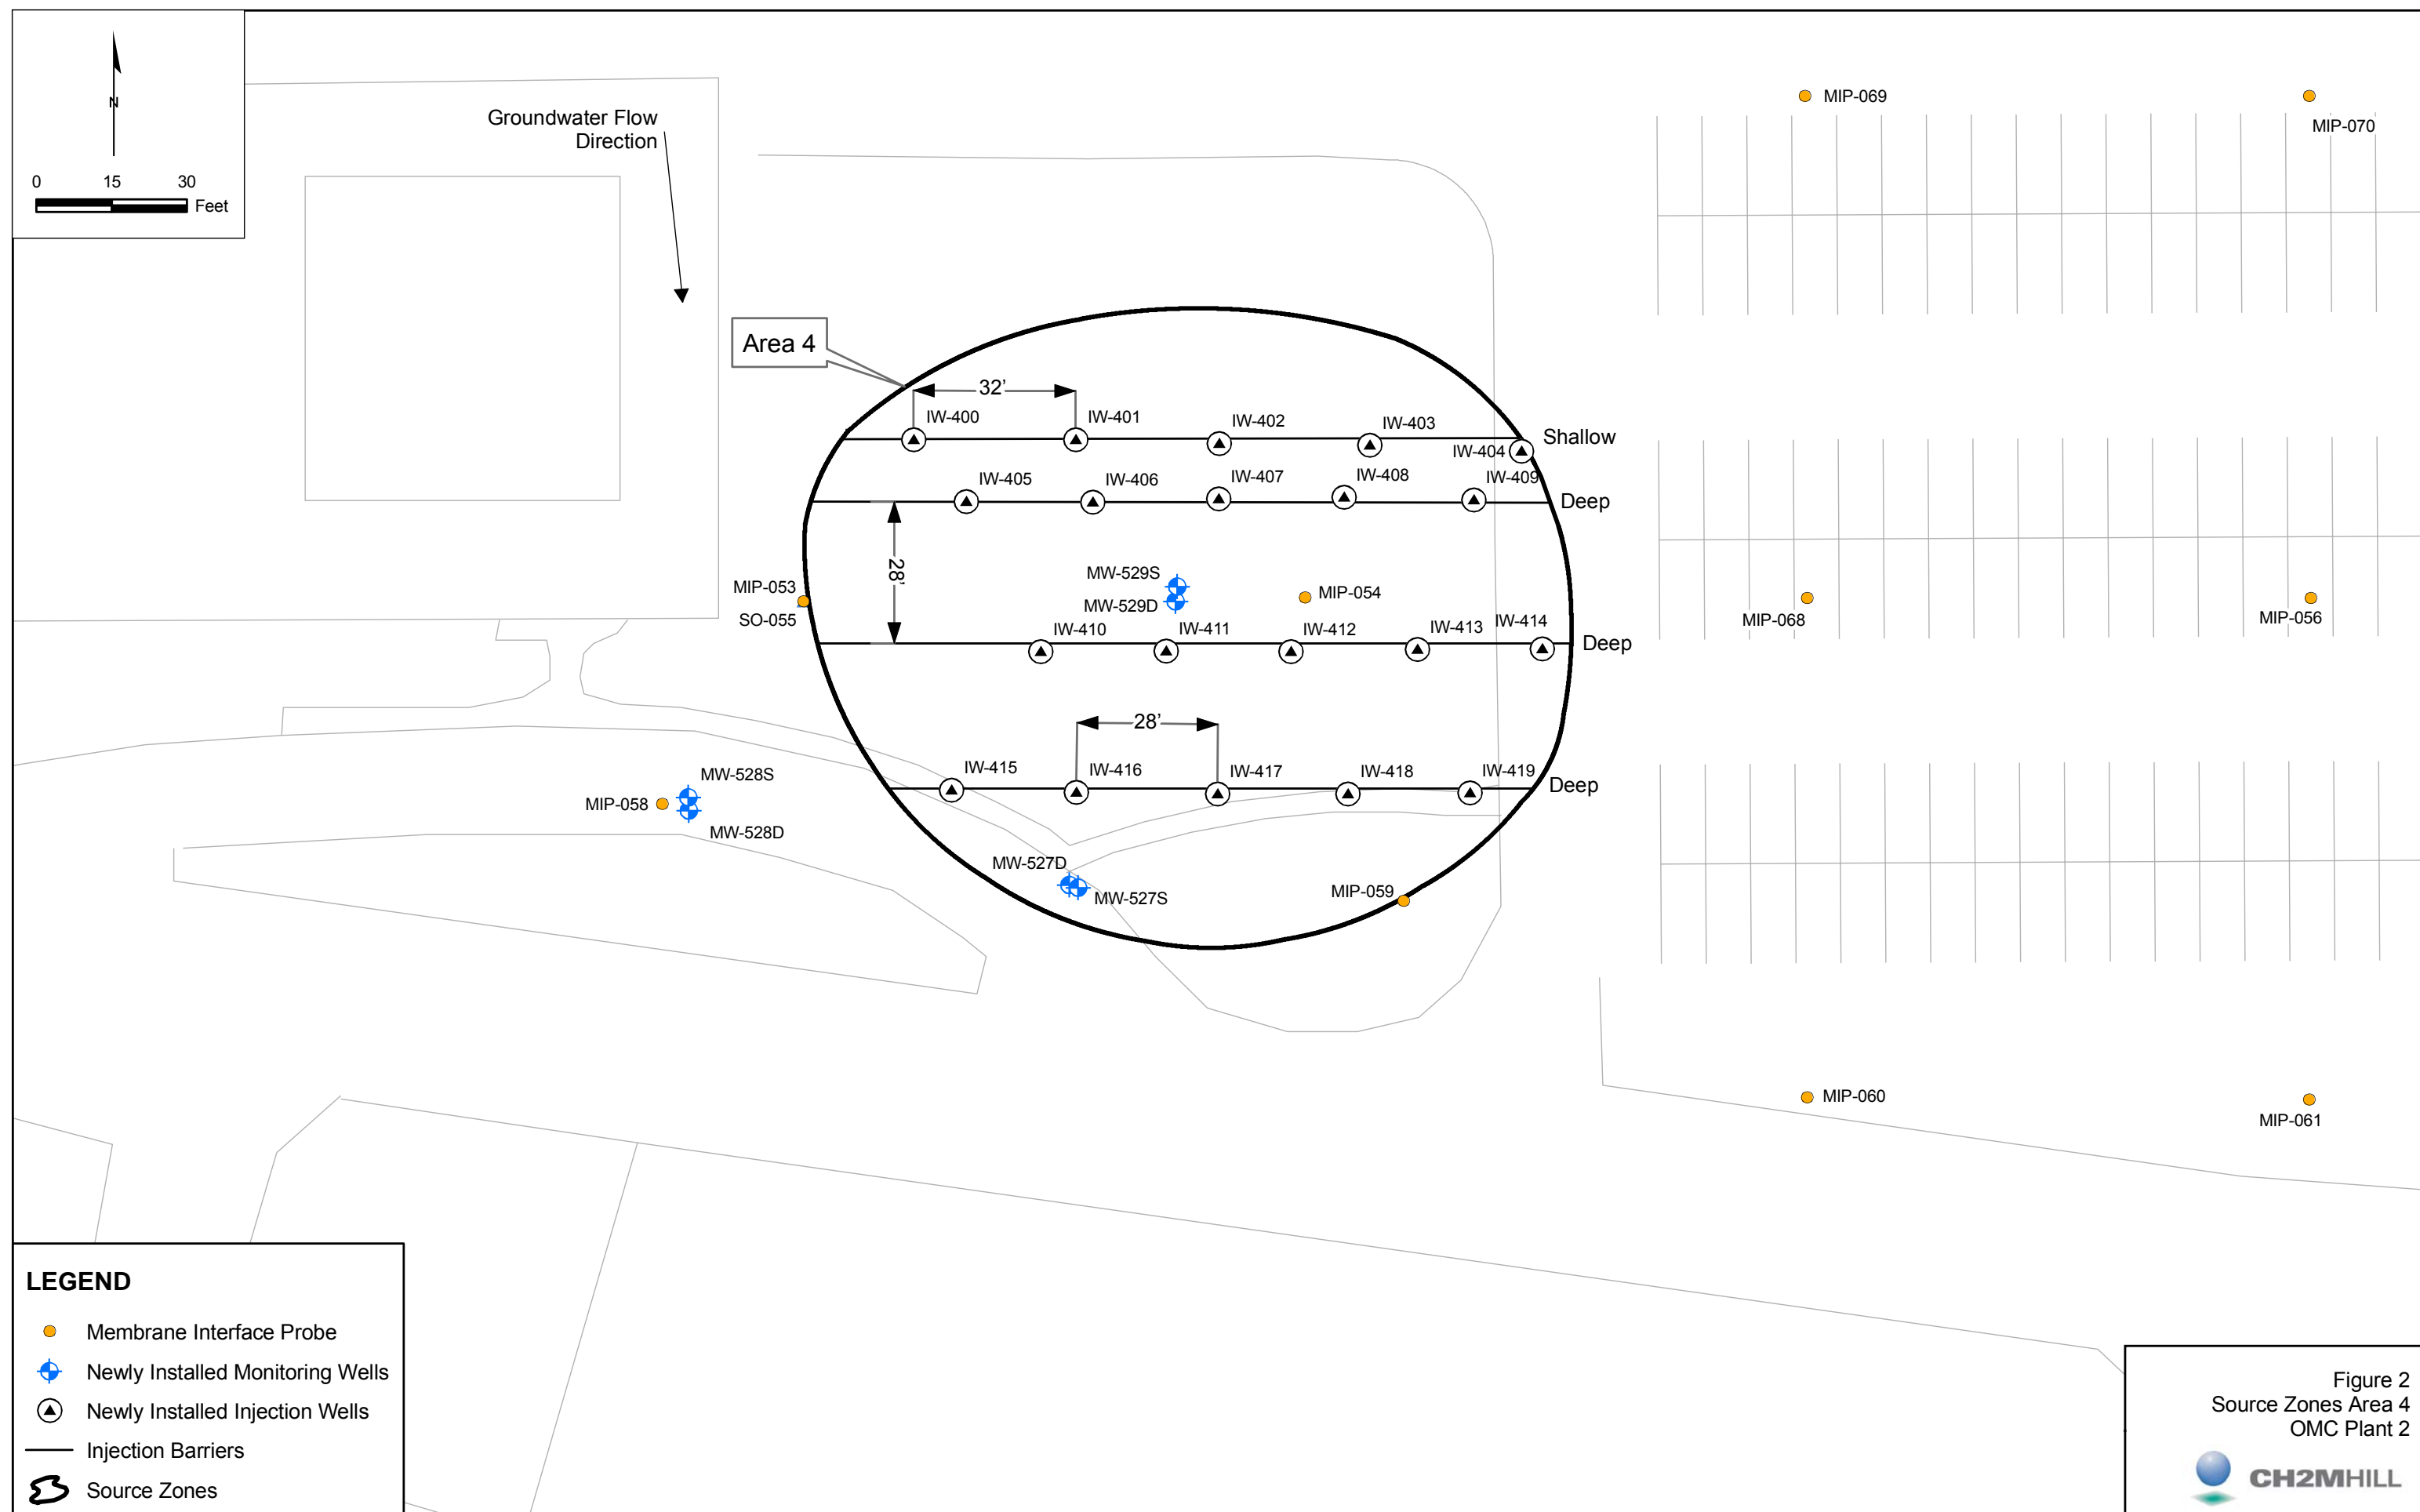 N
0 15 30
Feet
Groundwater Flow
Direction
MIP-069
MIP-070
Area 4
32'
IW-400
IW-401
IW-402
IW-403
IW-404
Shallow
IW-405
IW-406
IW-407
IW-408
IW-409
Deep
28'
MIP-053
SO-055
MW-529S
MW-529D
MIP-054
MIP-068
MIP-056
IW-410
IW-411
IW-412
IW-413
IW-414
Deep
28'
IW-415
IW-416
IW-417
IW-418
IW-419
Deep
MW-528S
MIP-058
MW-528D
MW-527D
MW-527S
MIP-059
MIP-060
MIP-061
LEGEND
Membrane Interface Probe
Newly Installed Monitoring Wells
Newly Installed Injection Wells
Injection Barriers
Source Zones
Figure 2
Source Zones Area 4
OMC Plant 2
CH2MHILL